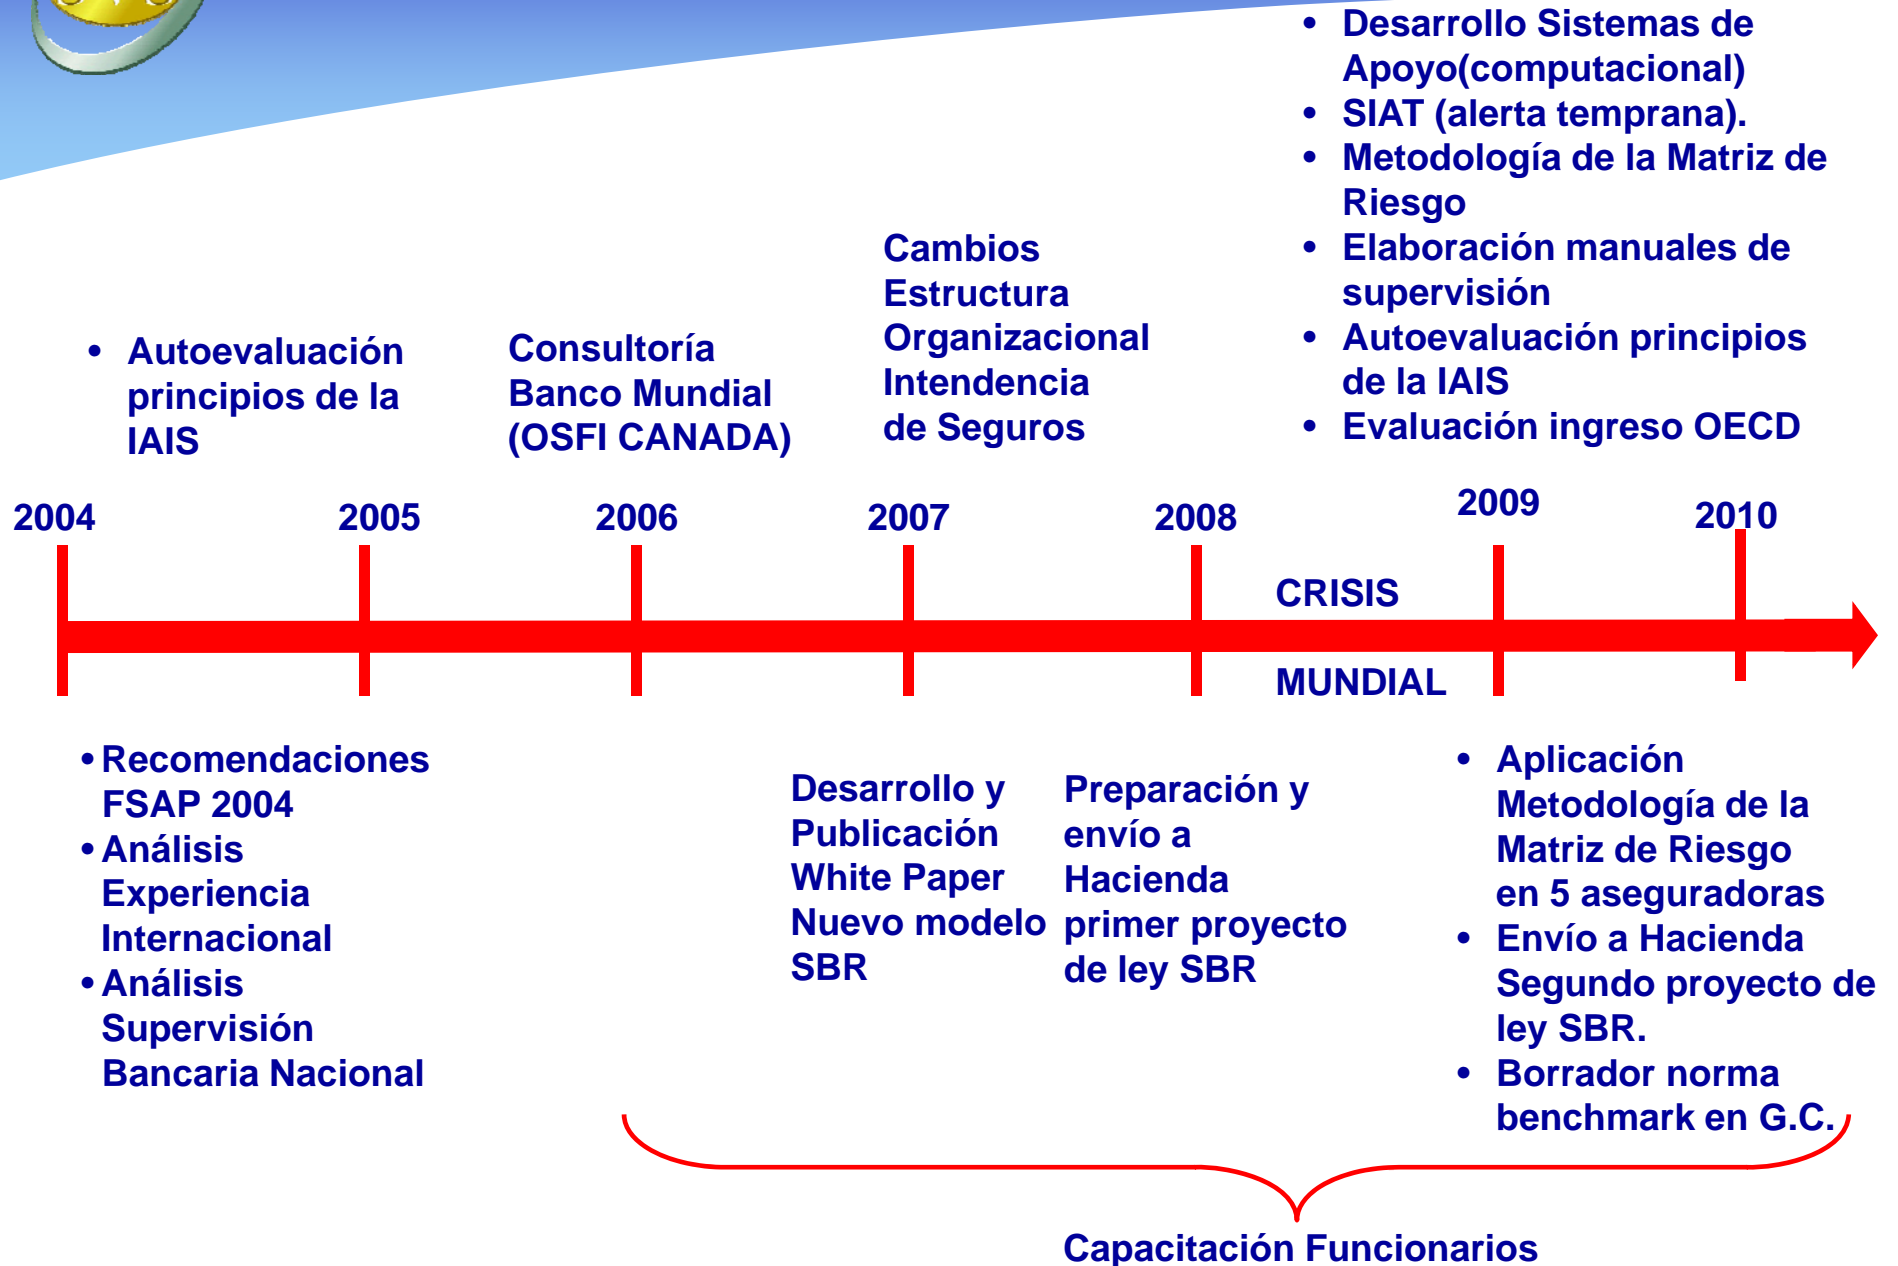 • Desarrollo Sistemas de
Apoyo(computacional)
• SIAT (alerta temprana).
• Metodología de la Matriz de
Riesgo
• Elaboración manuales de
supervisión
• Autoevaluación principios
de la IAIS
• Evaluación ingreso OECD
Cambios
Estructura
Organizacional
Intendencia
de Seguros
Consultoría
Banco Mundial
(OSFI CANADA)
• Autoevaluación
principios de la
IAIS
2004 2005 2006 2007 2008 2009 2010
CRISIS
MUNDIAL
• Recomendaciones
FSAP 2004
• Análisis
Experiencia
Internacional
• Análisis
Supervisión
Bancaria Nacional
Desarrollo y
Publicación
White Paper
Nuevo modelo
SBR
Preparación y
envío a
Hacienda
primer proyecto
de ley SBR
• Aplicación
Metodología de la
Matriz de Riesgo
en 5 aseguradoras
• Envío a Hacienda
Segundo proyecto de
ley SBR.
• Borrador norma
benchmark en G.C.
Capacitación Funcionarios